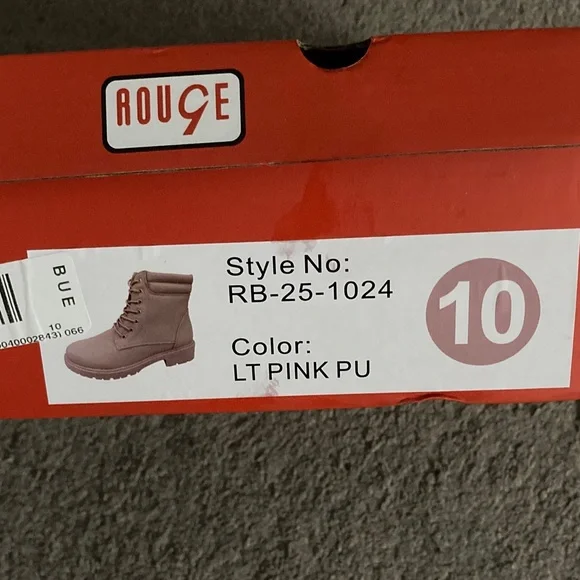 ROUGE
Style No:
RB-25-1024
Color:
LT PINK PU
10
BUE
10